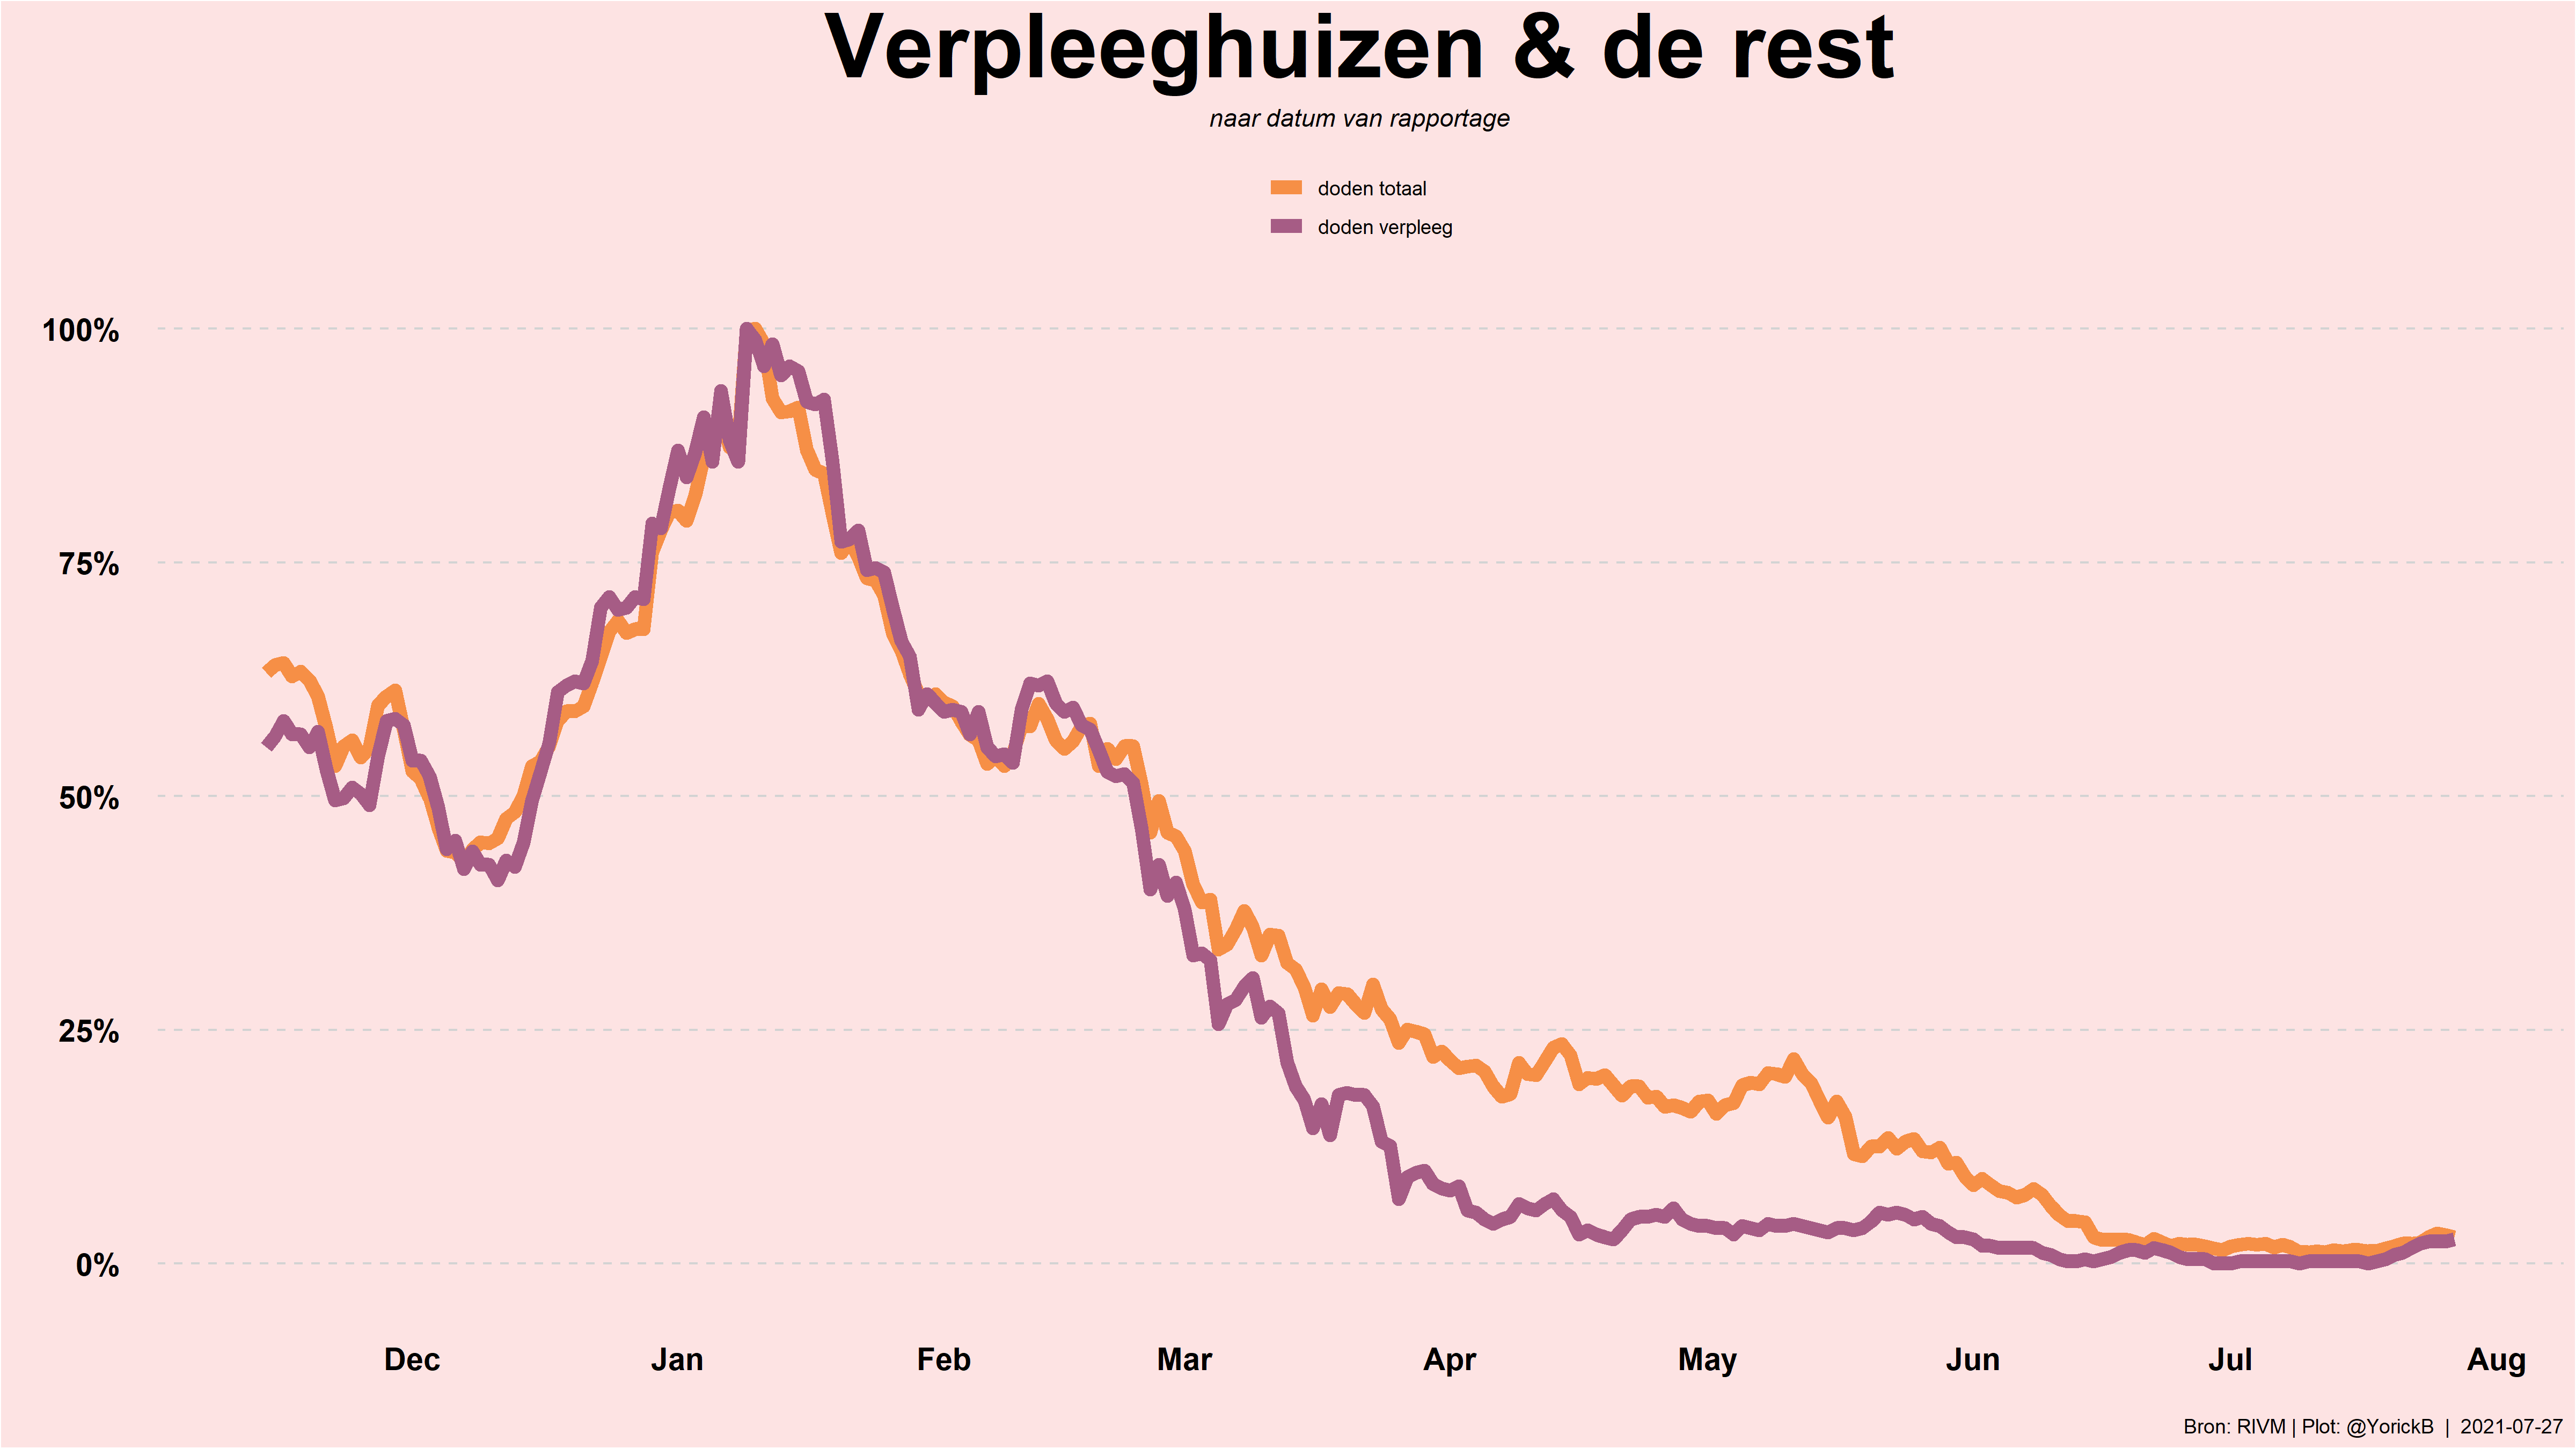 Verpleeghuizen & de rest
naar datum van rapportage
doden totaal
doden verpleeg
100%
75%
50%
25%
0%
Dec Jan Feb Mar Apr May Jun Jul Aug
Bron: RIVM | Plot: @YorickB | 2021-07-27